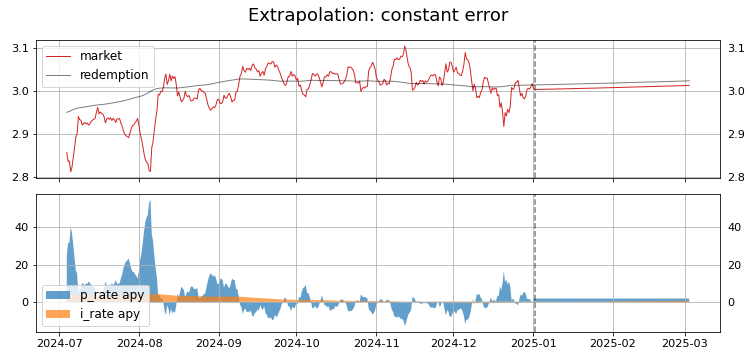 Extrapolation: constant error
3.1 3.1
market
redemption
3.0 3.0
2.9 2.9
2.8 2.8
40 40
20 20
p_rate apy
i_rate apy
0 0
2024-07 2024-08 2024-09 2024-10 2024-11 2024-12 2025-01 2025-02 2025-03